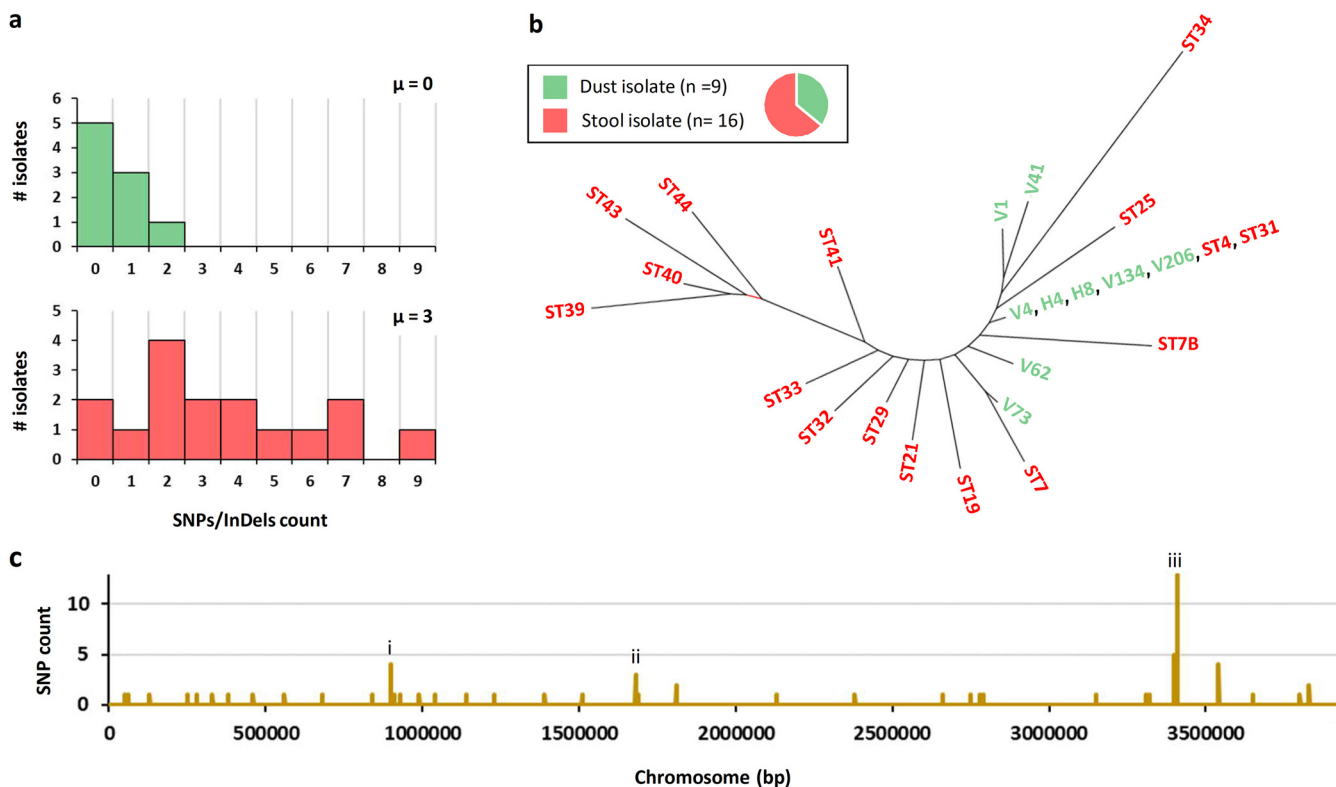 a
μ = 0
# isolates
6
5
4
3
2
1
0
0 1 2 3 4 5 6 7 8 9
μ = 3
# isolates
5
4
3
2
1
0
0 1 2 3 4 5 6 7 8 9
SNPs/InDels count
b
Dust isolate (n =9)
Stool isolate (n= 16)
ST34
V41
V1
ST25
V4, H4, H8, V134, V206, ST4, ST31
ST7B
V62
V73
ST7
ST19
ST21
ST29
ST32
ST33
ST41
ST44
ST43
ST40
ST39
c
SNP count
10
5
0
i
ii
iii
0 500000 1000000 1500000 2000000 2500000 3000000 3500000
Chromosome (bp)